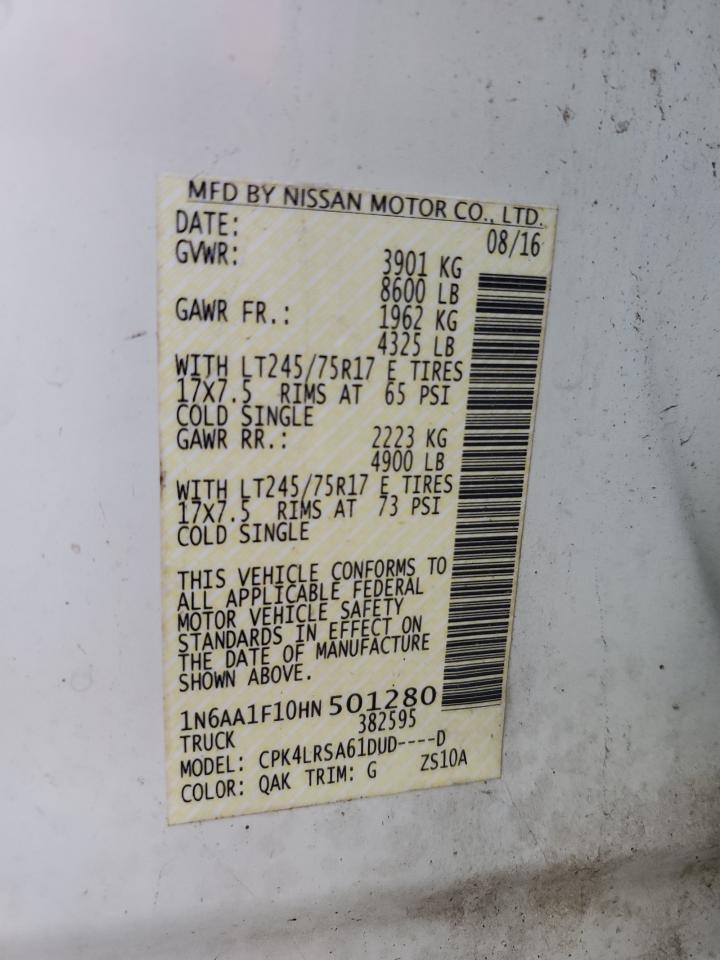 MFD BY NISSAN MOTOR CO., LTD.
DATE: 08/16
GVWR: 3901 KG
8600 LB
GAWR FR.: 1962 KG
4325 LB
WITH LT245/75R17 E TIRES
17X7.5 RIMS AT 65 PSI
COLD SINGLE
GAWR RR.: 2223 KG
4900 LB
WITH LT245/75R17 E TIRES
17X7.5 RIMS AT 73 PSI
COLD SINGLE
THIS VEHICLE CONFORMS TO
ALL APPLICABLE FEDERAL
MOTOR VEHICLE SAFETY
STANDARDS IN EFFECT ON
THE DATE OF MANUFACTURE
SHOWN ABOVE.
1N6AA1F10HN 501280
TRUCK 382595
MODEL: CPK4LRSA61DUD----D
COLOR: QAK TRIM: G ZS10A